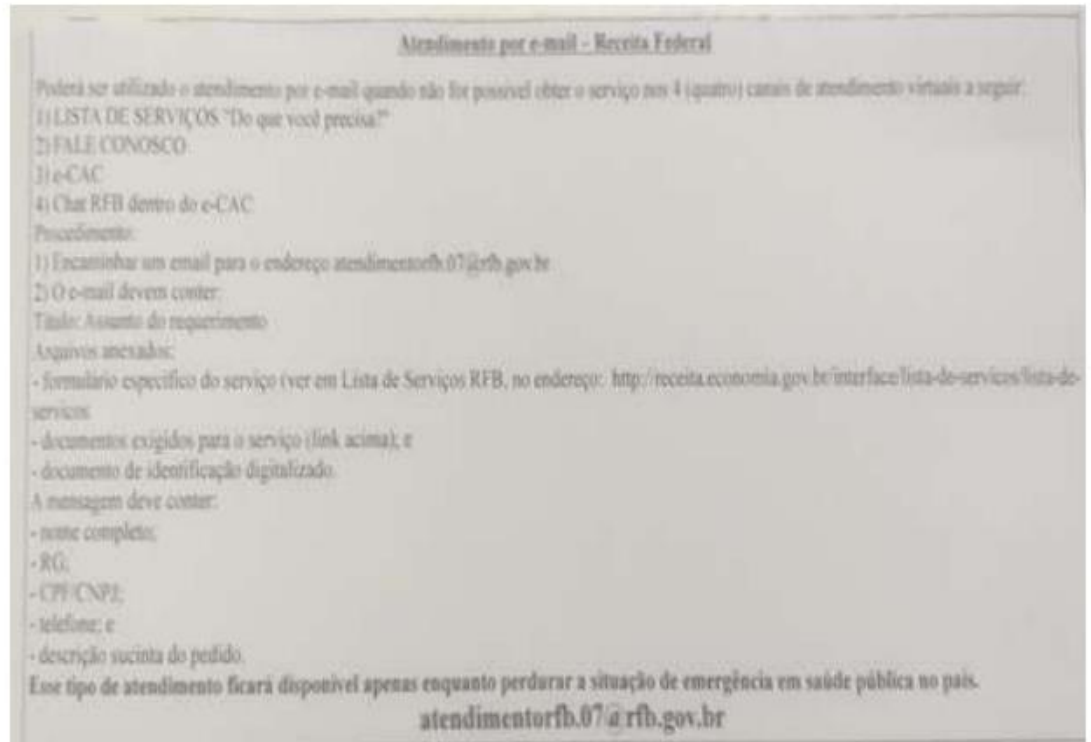 Atendimento por e-mail – Receita Federal
Poderá ser utilizado o atendimento por e-mail quando não for possível obter o serviço nos 4 (quatro) canais de atendimento virtuais a seguir:
1) LISTA DE SERVIÇOS "Do que você precisa?"
2) FALE CONOSCO
3) e-CAC
4) Chat RFB dentro do e-CAC
Procedimento:
1) Encaminhar um email para o endereço atendimentorfb.07@rfb.gov.br
2) O e-mail devem conter:
Título: Assunto do requerimento
Arquivos anexados:
- formulário específico do serviço (ver em Lista de Serviços RFB, no endereço: http://receita.economia.gov.br/interface/lista-de-servicos/lista-de-
servicos
- documentos exigidos para o serviço (link acima); e
- documento de identificação digitalizado.
A mensagem deve conter:
- nome completo;
- RG;
- CPF/CNPJ;
- telefone; e
- descrição sucinta do pedido.
Esse tipo de atendimento ficará disponível apenas enquanto perdurar a situação de emergência em saúde pública no país.
atendimentorfb.07@rfb.gov.br